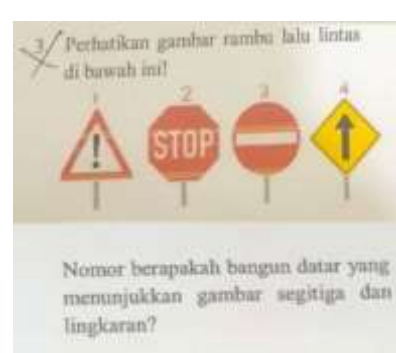 3. Perhatikan gambar rambu lalu lintas
di bawah ini!
1 2 3 4
! STOP
Nomor berapakah bangun datar yang
menunjukkan gambar segitiga dan
lingkaran?